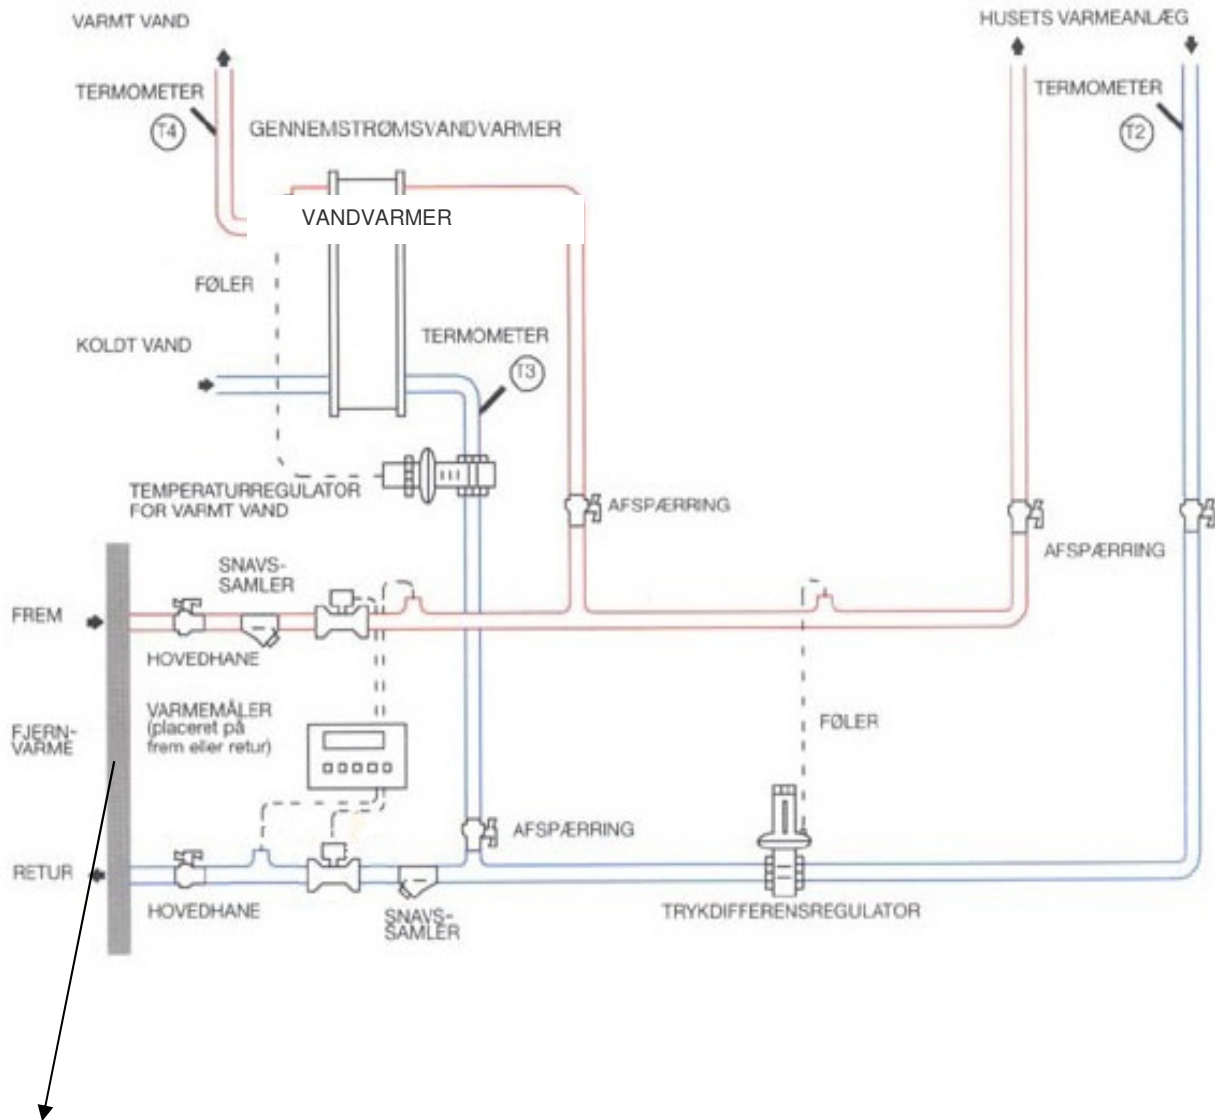 VARMT VAND
HUSETS VARMEANLÆG
TERMOMETER
T4
GENNEMSTRØMSVANDVARMER
TERMOMETER
T2
VANDVARMER
FØLER
KOLDT VAND
TERMOMETER
T3
TEMPERATURREGULATOR
FOR VARMT VAND
AFSPÆRRING
AFSPÆRRING
SNAVS-
SAMLER
FREM
HOVEDHANE
VARMEMÅLER
(placeret på
frem eller retur)
FJERN-
VARME
FØLER
AFSPÆRRING
RETUR
HOVEDHANE
SNAVS-
SAMLER
TRYKDIFFERENSREGULATOR